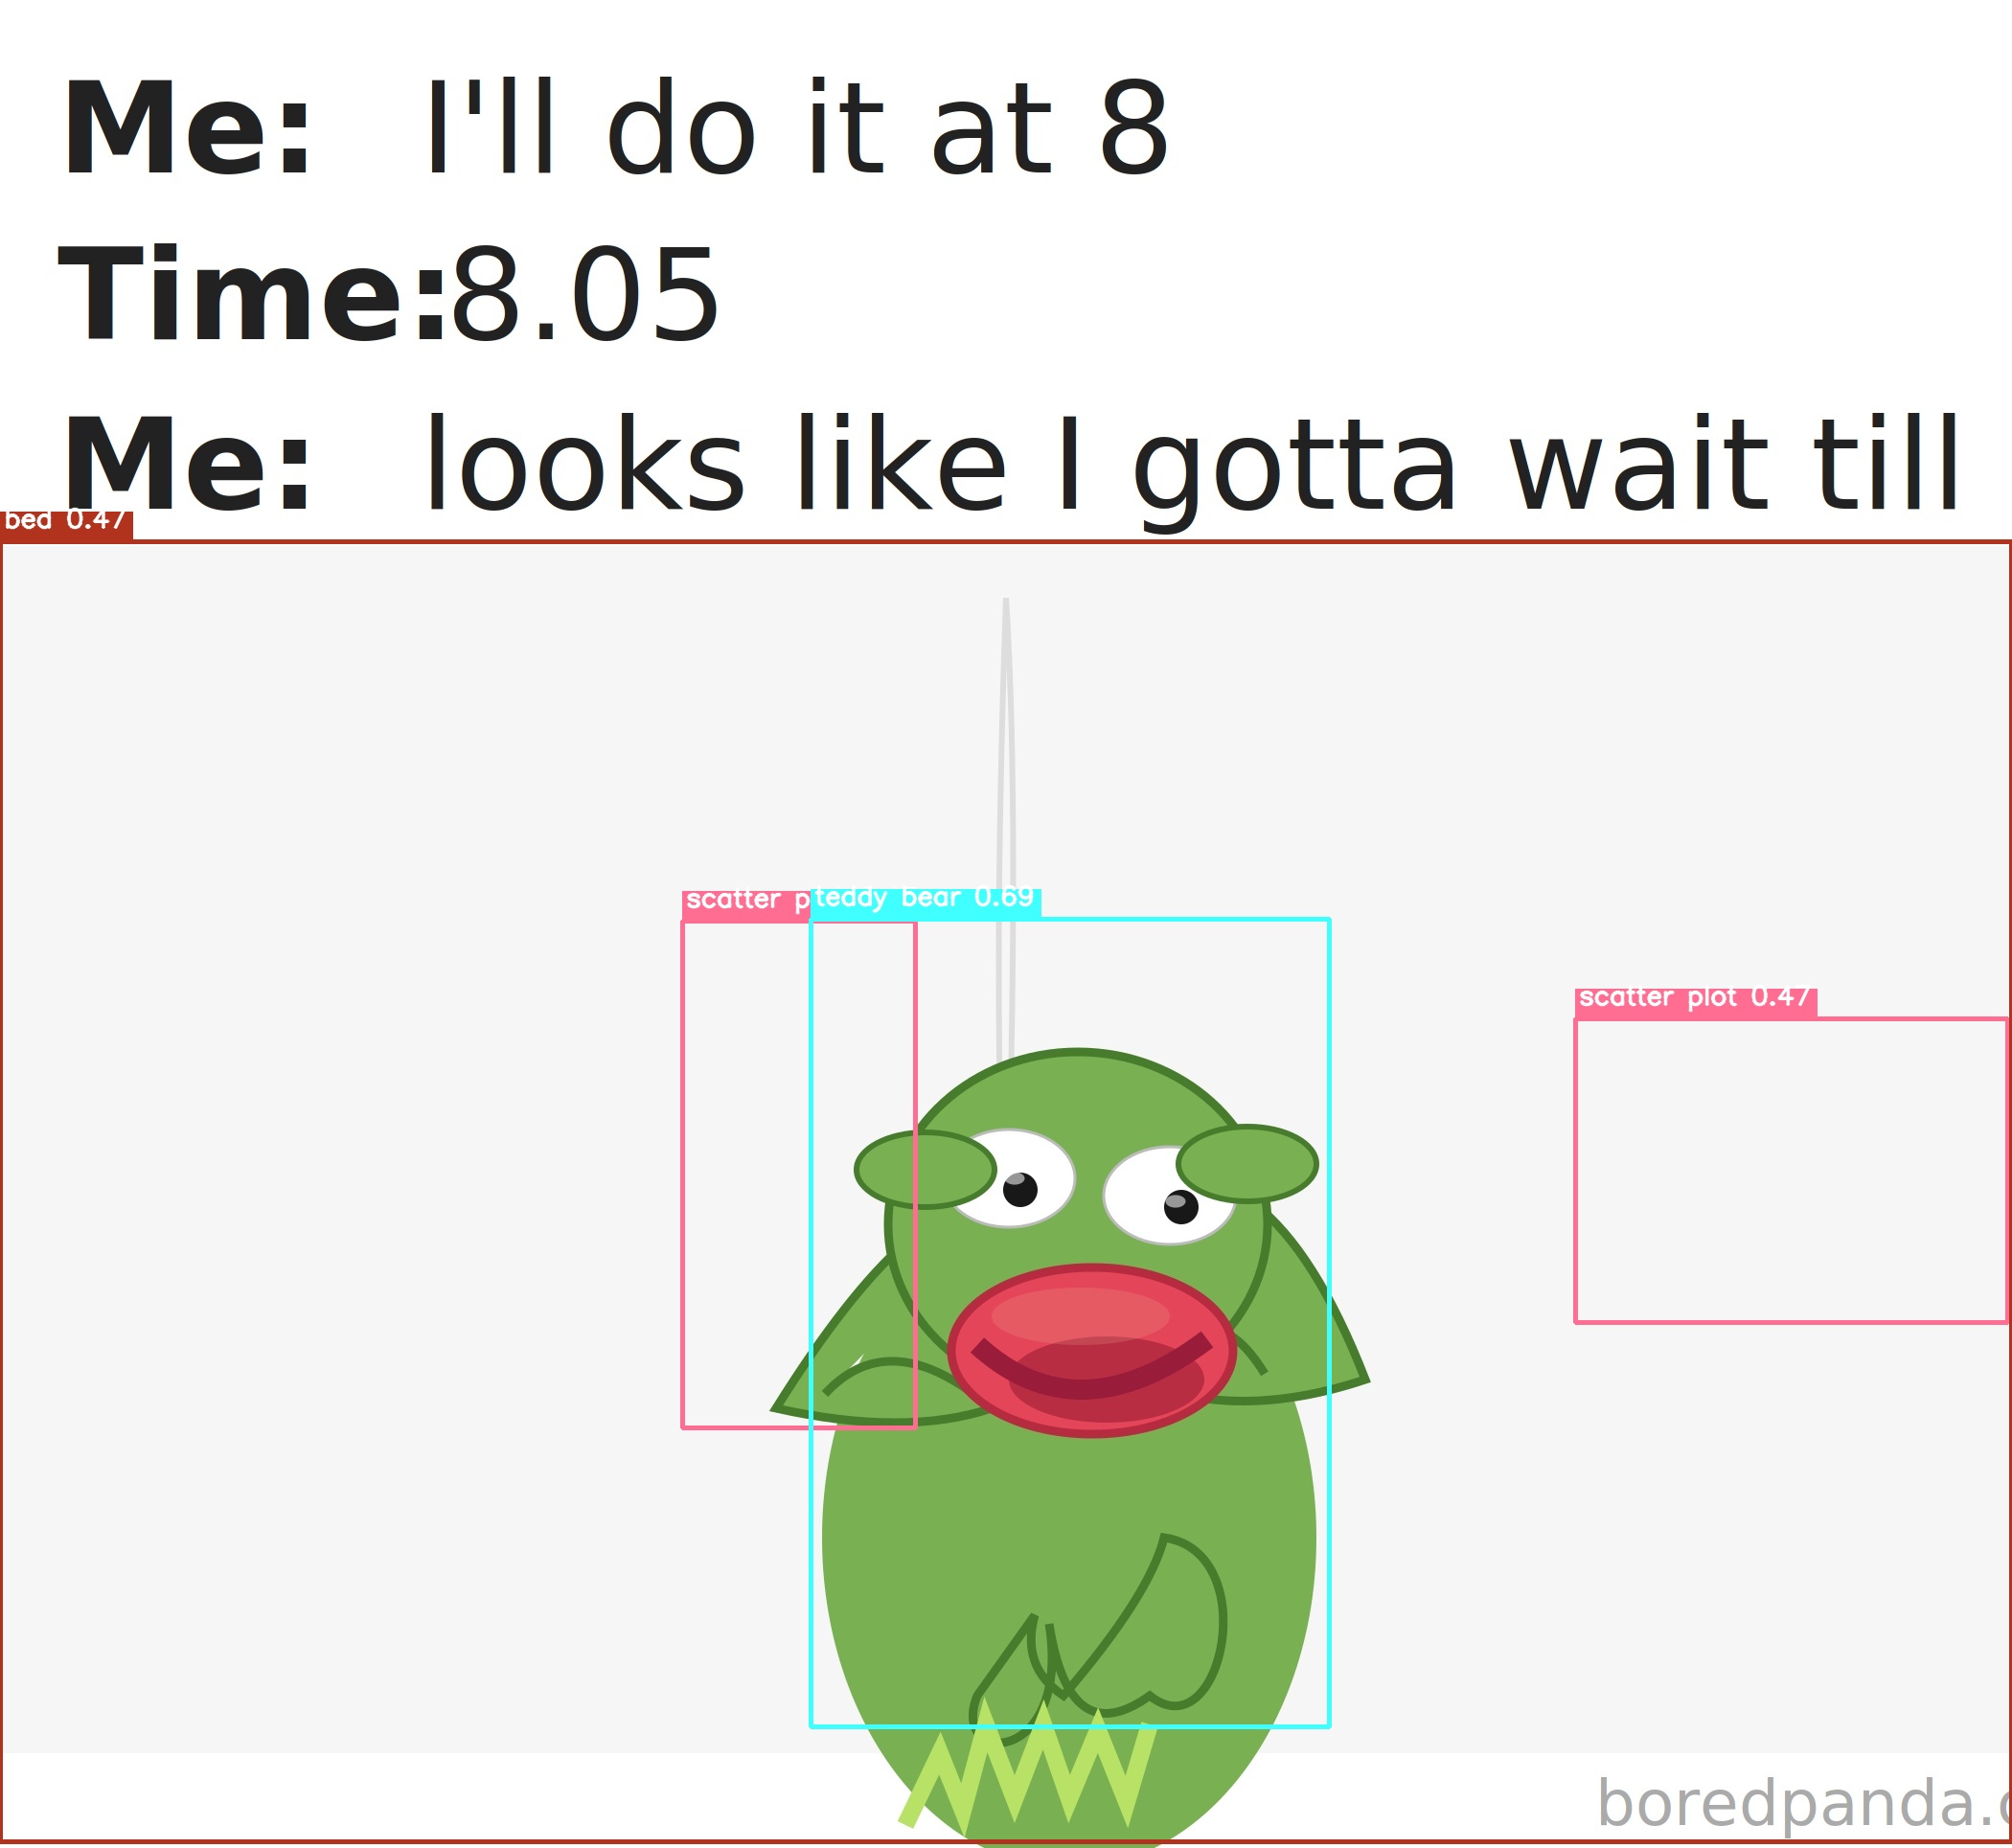 Me: I'll do it at 8
Time: 8.05
Me: looks like I gotta wait till
bed 0.47
scatter p
teddy bear 0.69
scatter plot 0.47
boredpanda.